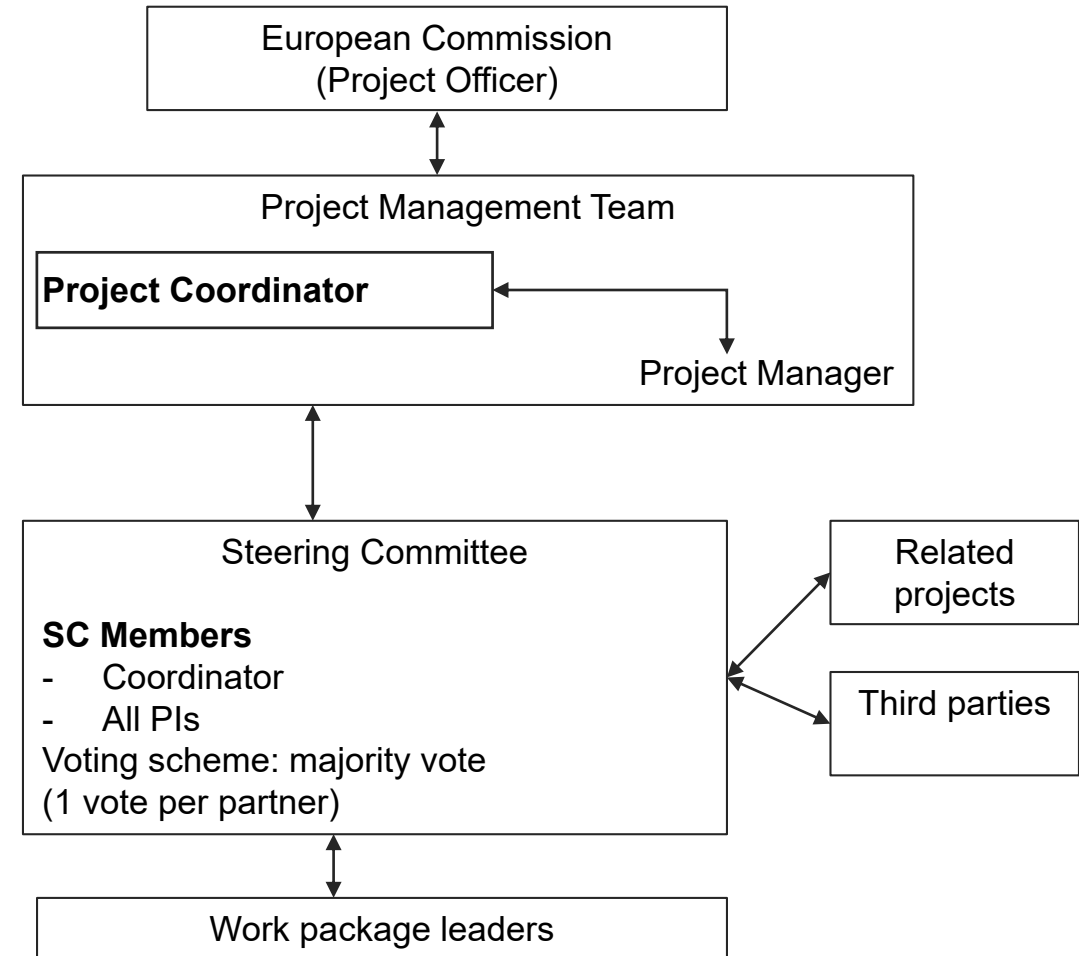 European Commission
(Project Officer)
Project Management Team
Project Coordinator
Project Manager
Steering Committee
SC Members
- Coordinator
- All PIs
Voting scheme: majority vote
(1 vote per partner)
Related
projects
Third parties
Work package leaders